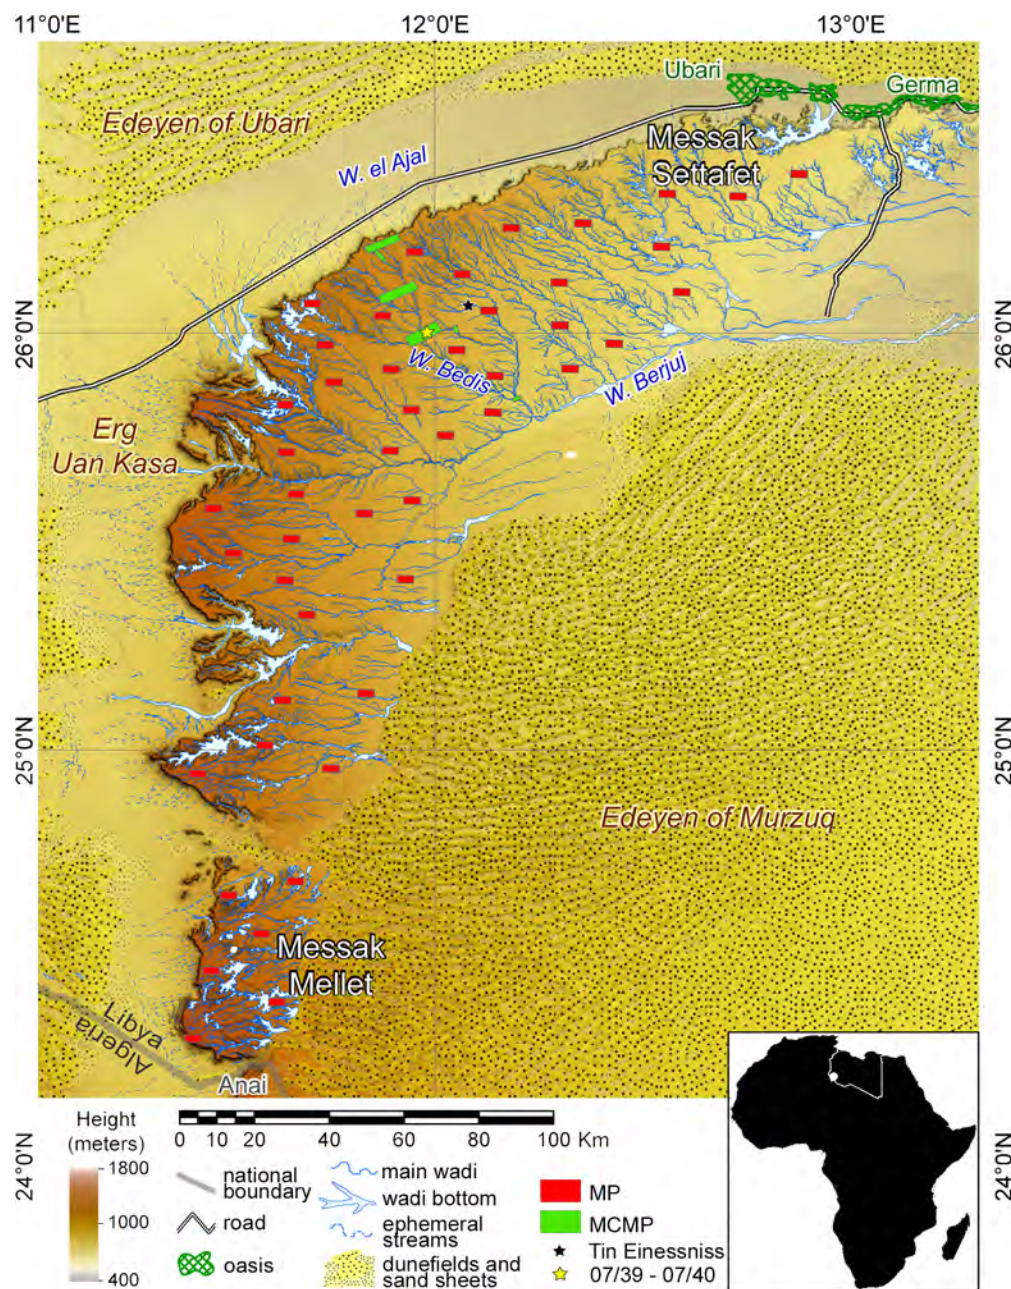 11°0'E
12°0'E
13°0'E
Ubari
Germa
Edeyen of Ubari
W. el Ajal
Messak
Settafet
26°0'N
26°0'N
W. Bedis
W. Berjuj
Erg
Uan Kasa
25°0'N
25°0'N
Edeyen of Murzuq
Messak
Mellet
Libya
Algeria
Anai
24°0'N
24°0'N
Height
(meters)
1800
1000
400
0 10 20 40 60 80 100 Km
national
boundary
road
oasis
main wadi
wadi bottom
ephemeral
streams
dunefields and
sand sheets
MP
MCMP
Tin Einessniss
07/39 - 07/40